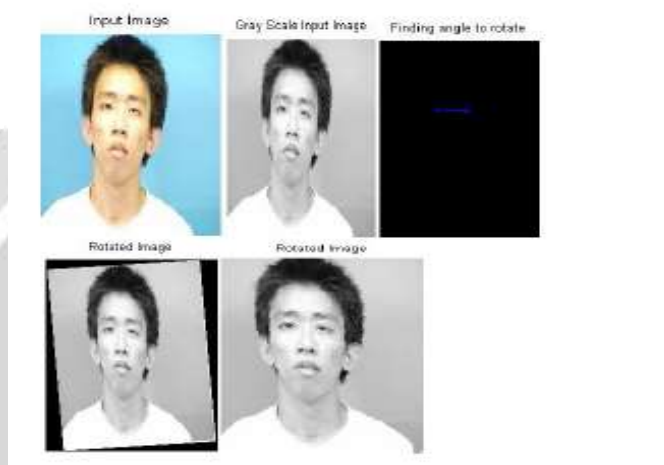 Input Image
Gray Scale Input Image
Finding angle to rotate
Rotated Image
Rotated Image